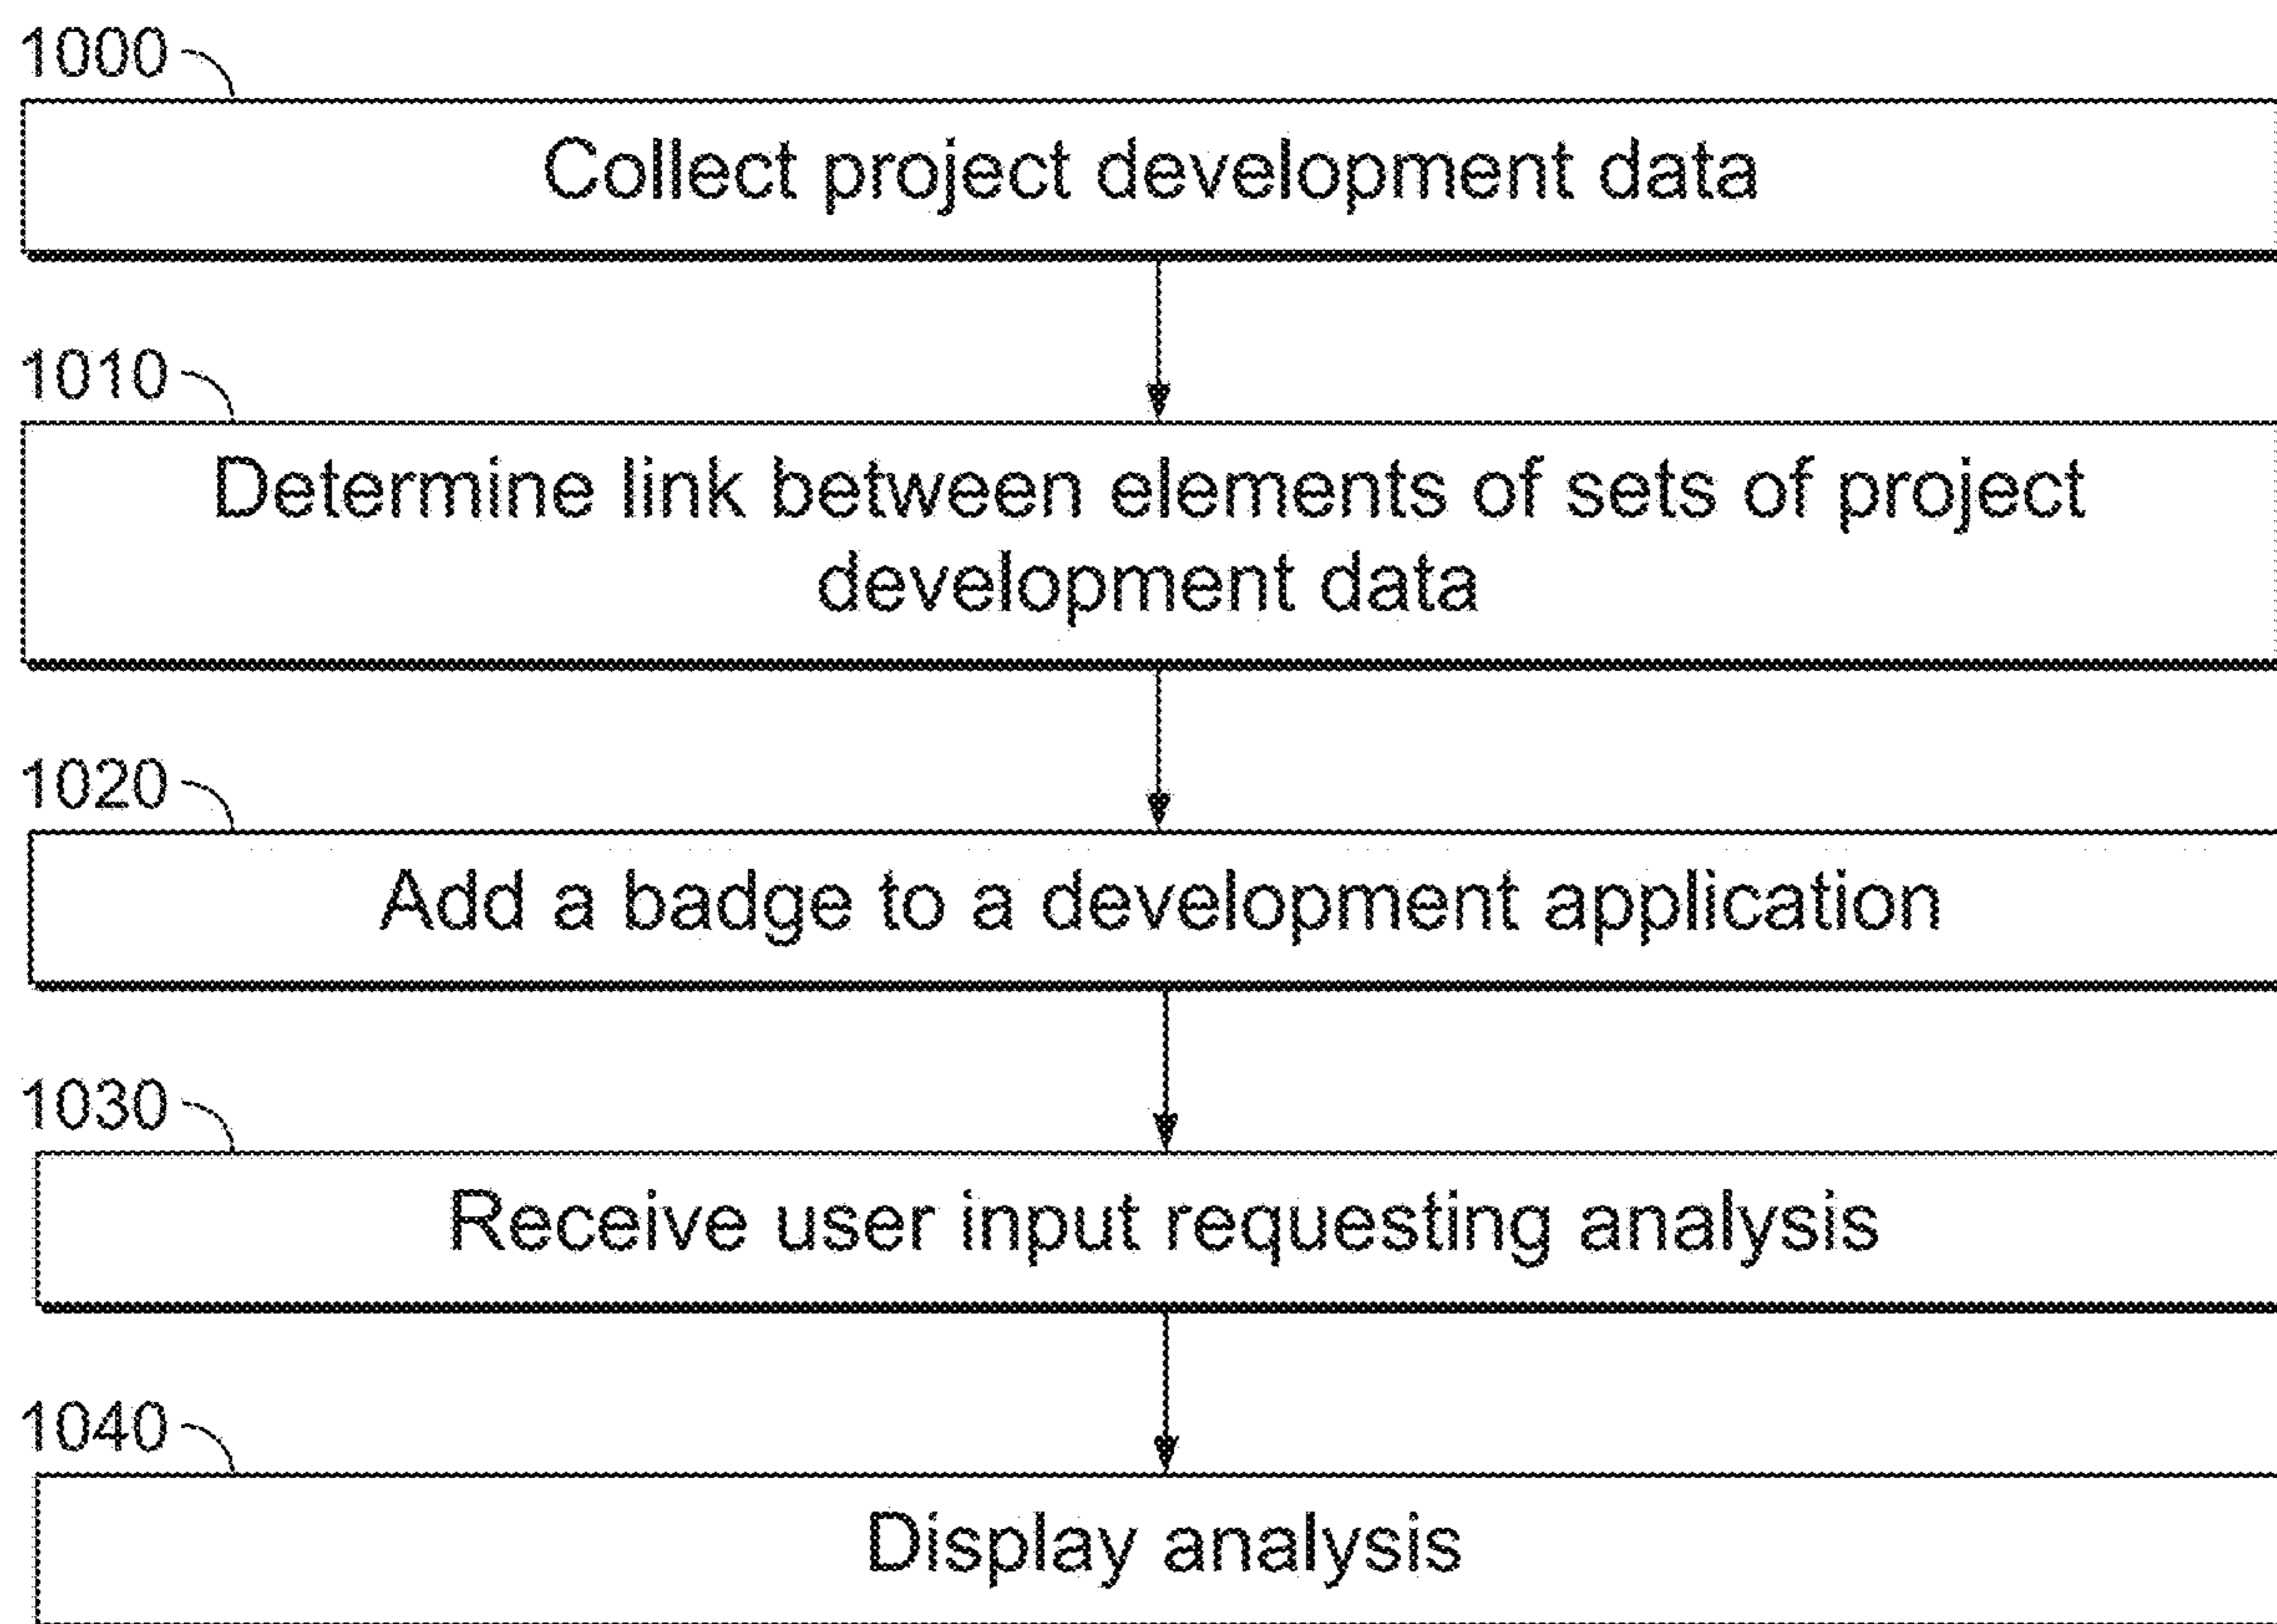 1000
Collect project development data
1010
Determine link between elements of sets of project
development data
1020
Add a badge to a development application
1030
Receive user input requesting analysis
1040
Display analysis